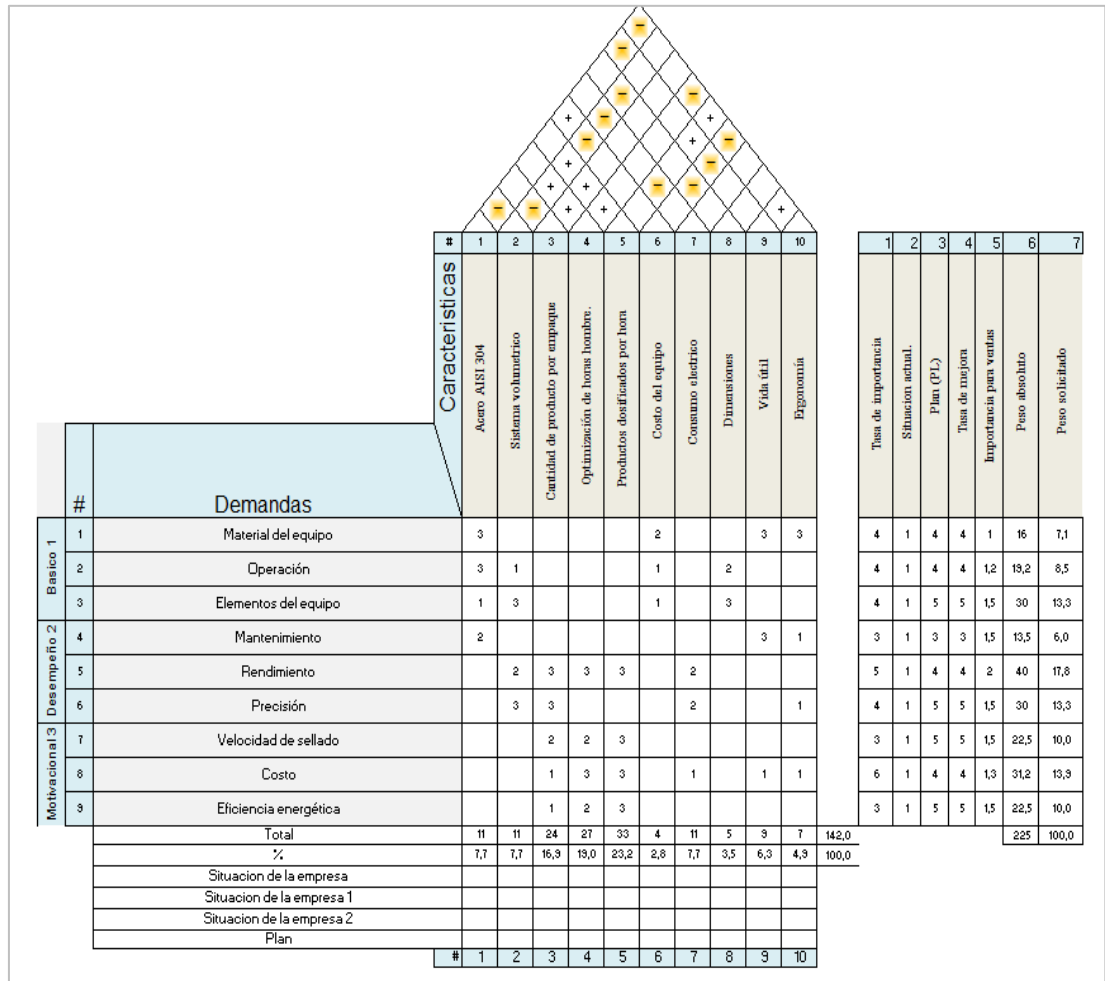 # 1 2 3 4 5 6 7 8 9 10
1 2 3 4 5 6 7
Caracteristicas
Acero AISI 304
Sistema volumetrico
Cantidad de producto por empaque
Optimización de horas hombre.
Productos dosificados por hora
Costo del equipo
Consumo electrico
Dimensiones
Vida útil
Ergonomía
Tasa de importancia
Situacion actual.
Plan (PL)
Tasa de mejora
Importancia para ventas
Peso absoluto
Peso solicitado
# Demandas
Basico 1
1 Material del equipo 3 2 3 3 4 1 4 4 1 16 7,1
2 Operación 3 1 1 2 4 1 4 4 1,2 19,2 8,5
3 Elementos del equipo 1 3 1 3 4 1 5 5 1,5 30 13,3
Desempeño 2
4 Mantenimiento 2 3 1 3 1 3 3 1,5 13,5 6,0
5 Rendimiento 2 3 3 3 2 5 1 4 4 2 40 17,8
6 Precisión 3 3 2 1 4 1 5 5 1,5 30 13,3
Motivacional 3
7 Velocidad de sellado 2 2 3 3 1 5 5 1,5 22,5 10,0
8 Costo 1 3 3 1 1 1 6 1 4 4 1,3 31,2 13,9
9 Eficiencia energética 1 2 3 3 1 5 5 1,5 22,5 10,0
Total 11 11 24 27 33 4 11 5 9 7 142,0 225 100,0
% 7,7 7,7 16,9 19,0 23,2 2,8 7,7 3,5 6,3 4,9 100,0
Situacion de la empresa
Situacion de la empresa 1
Situacion de la empresa 2
Plan
# 1 2 3 4 5 6 7 8 9 10